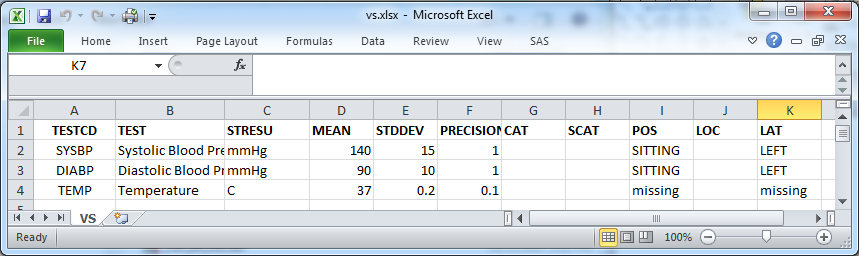 vs.xlsx - Microsoft Excel
File Home Insert Page Layout Formulas Data Review View SAS
K7 fx
A B C D E F G H I J K
1 TESTCD TEST STRESU MEAN STDDEV PRECISION CAT SCAT POS LOC LAT
2 SYSBP Systolic Blood Pre mmHg 140 15 1 SITTING LEFT
3 DIABP Diastolic Blood Pr mmHg 90 10 1 SITTING LEFT
4 TEMP Temperature C 37 0.2 0.1 missing missing
VS
Ready 100%